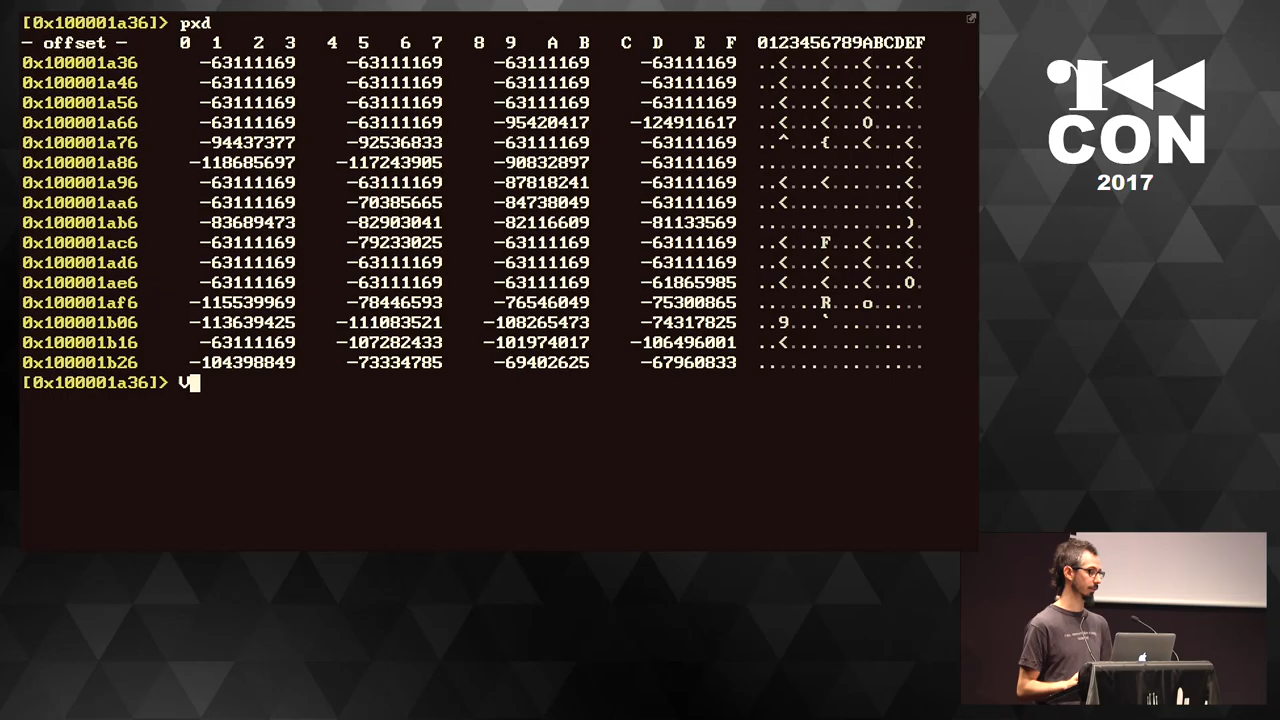 [0x100001a36]> pxd
- offset -   0 1  2 3  4 5  6 7  8 9  A B  C D  E F  0123456789ABCDEF
0x100001a36  -63111169  -63111169  -63111169  -63111169  ..<...<...<...<.
0x100001a46  -63111169  -63111169  -63111169  -63111169  ..<...<...<...<.
0x100001a56  -63111169  -63111169  -63111169  -63111169  ..<...<...<...<.
0x100001a66  -63111169  -63111169  -95420417  -124911617  ..<...<...O.....
0x100001a76  -94437377  -92536833  -63111169  -63111169  ..^...{...<...<.
0x100001a86  -118685697  -117243905  -90832897  -63111169  ..............<.
0x100001a96  -63111169  -63111169  -87818241  -63111169  ..<...<.......<.
0x100001aa6  -63111169  -70385665  -84738049  -63111169  ..<...........<.
0x100001ab6  -83689473  -82903041  -82116609  -81133569  ..............).
0x100001ac6  -63111169  -79233025  -63111169  -63111169  ..<...F...<...<.
0x100001ad6  -63111169  -63111169  -63111169  -63111169  ..<...<...<...<.
0x100001ae6  -63111169  -63111169  -63111169  -61865985  ..<...<...<...O.
0x100001af6  -115539969  -78446593  -76546049  -75300865  ......R...o.....
0x100001b06  -113639425  -111083521  -108265473  -74317825  ..9...`.........
0x100001b16  -63111169  -107282433  -101974017  -106496001  ..<.............
0x100001b26  -104398849  -73334785  -69402625  -67960833  ................
[0x100001a36]> V
CON
2017